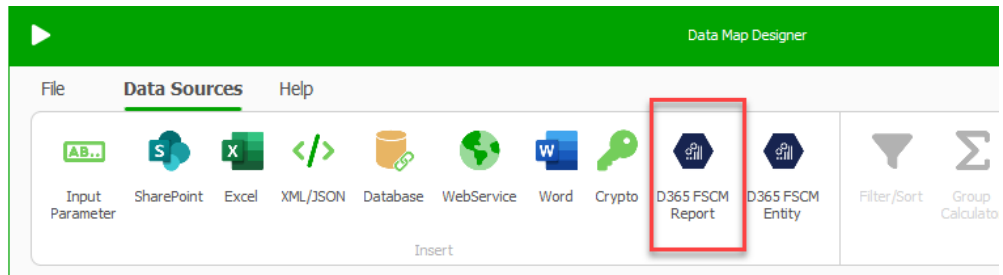 Data Map Designer
File Data Sources Help
AB..
S
X
W
Input SharePoint Excel XML/JSON Database WebService Word Crypto D365 FSCM D365 FSCM Filter/Sort Group
Parameter Report Entity Calculato
Insert